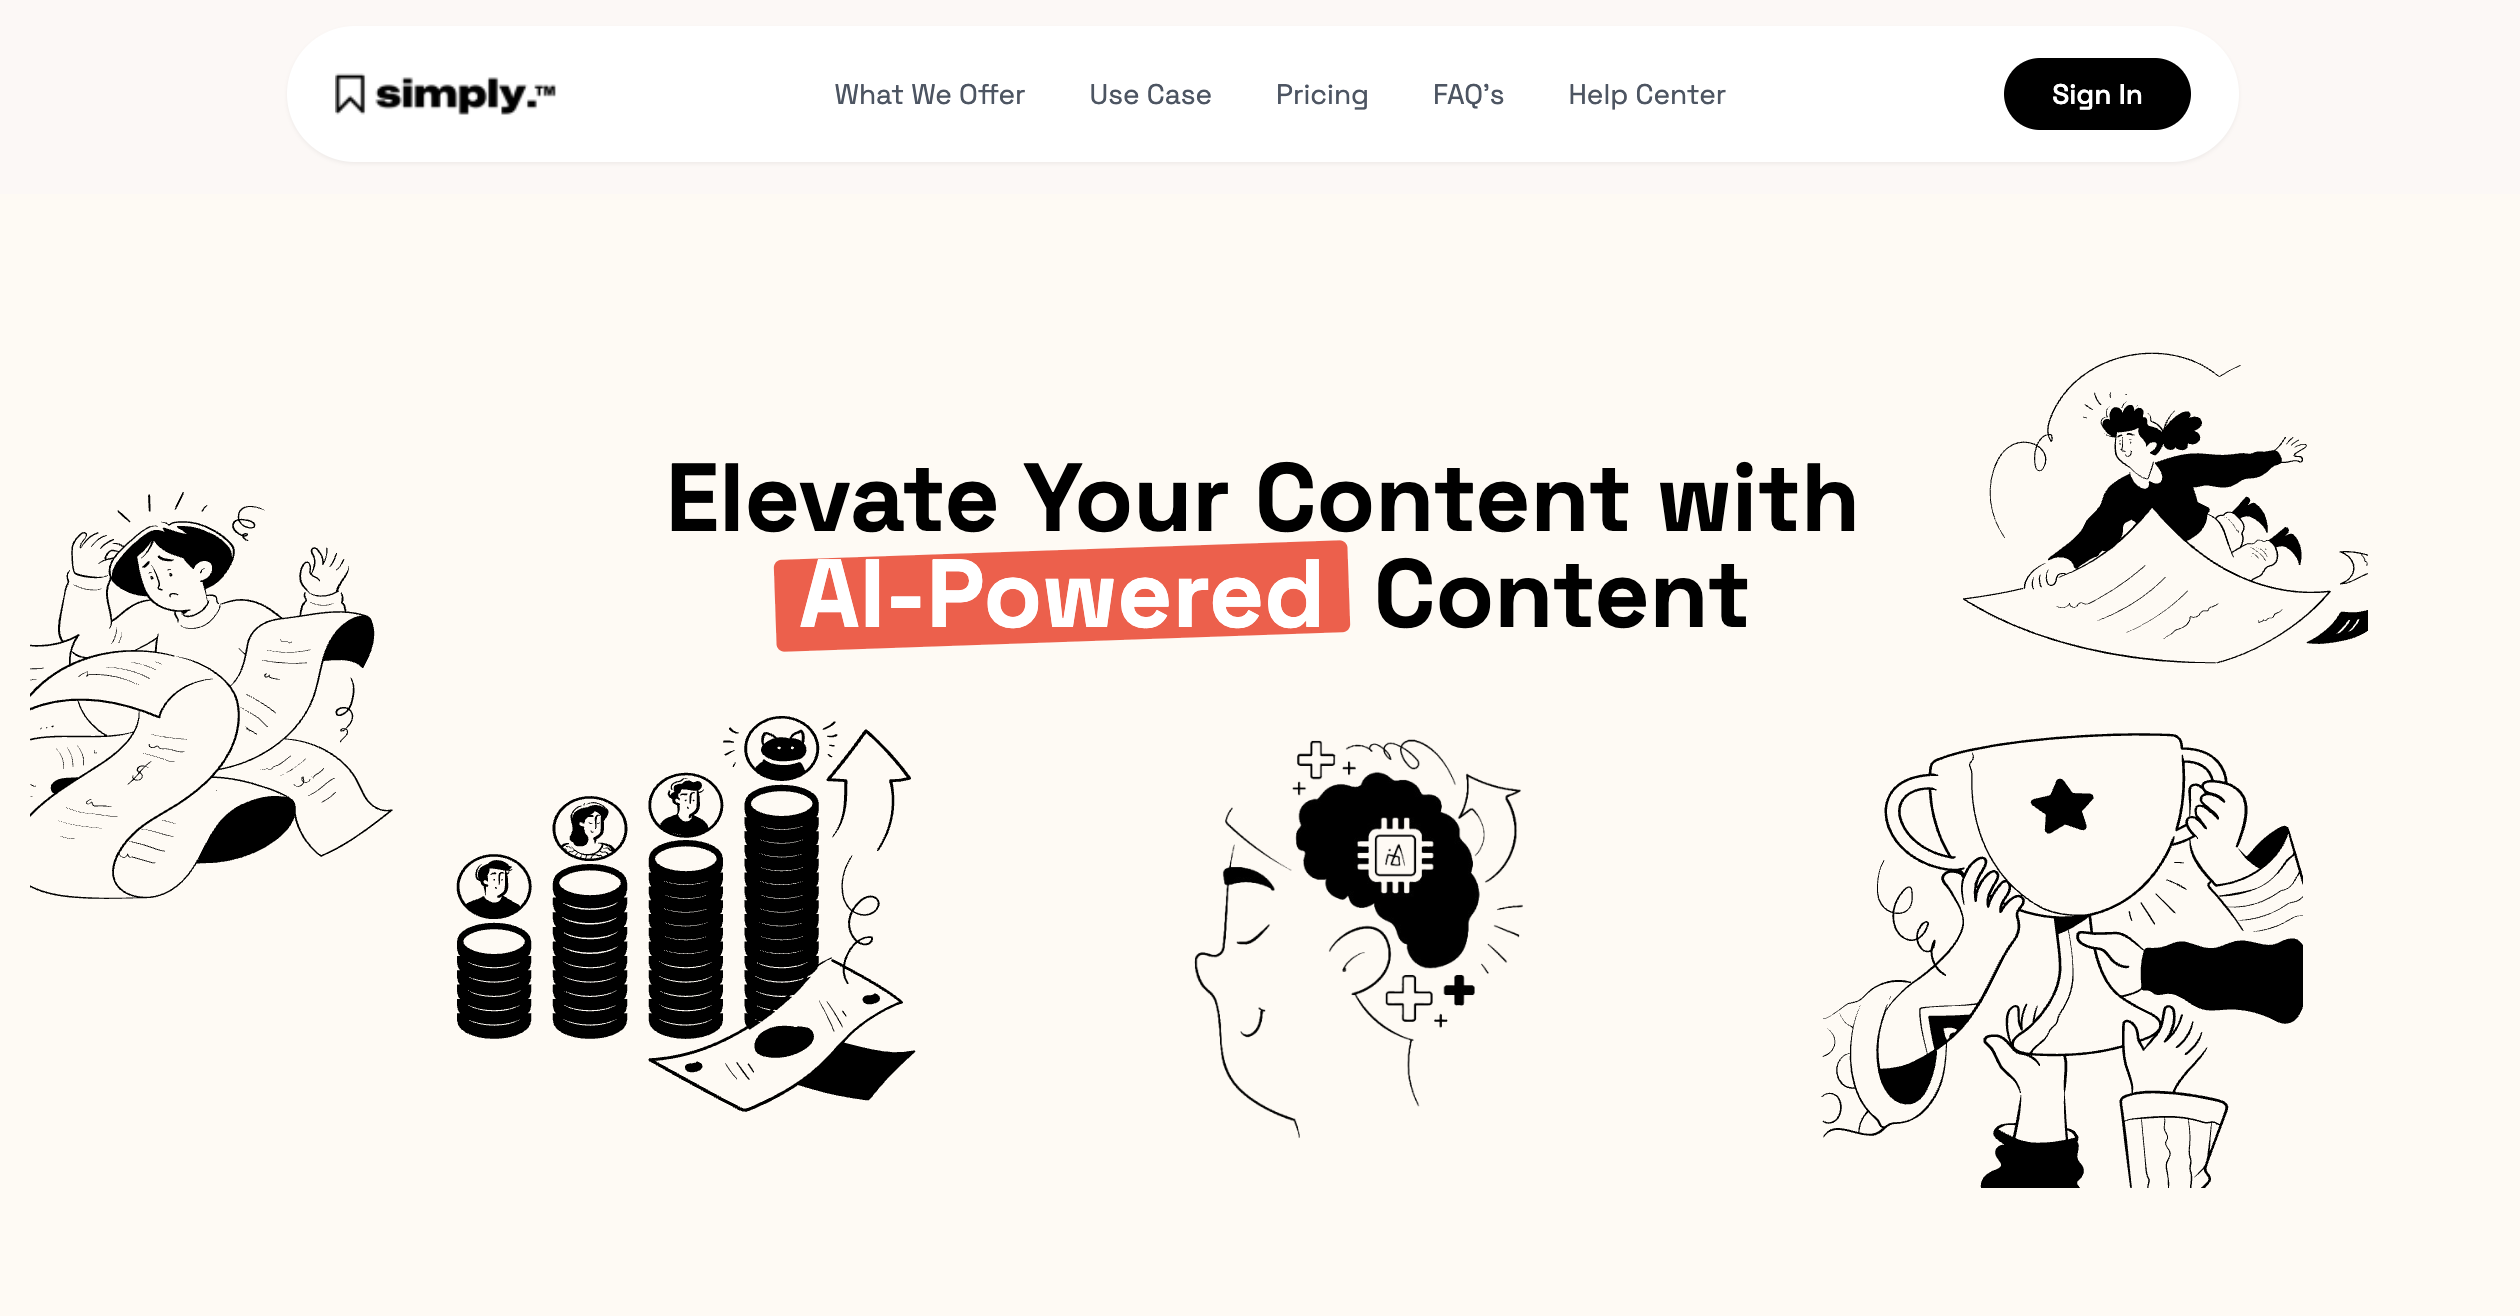 simply.™
What We Offer
Use Case
Pricing
FAQ's
Help Center
Sign In
Elevate Your Content with
AI-Powered Content
$